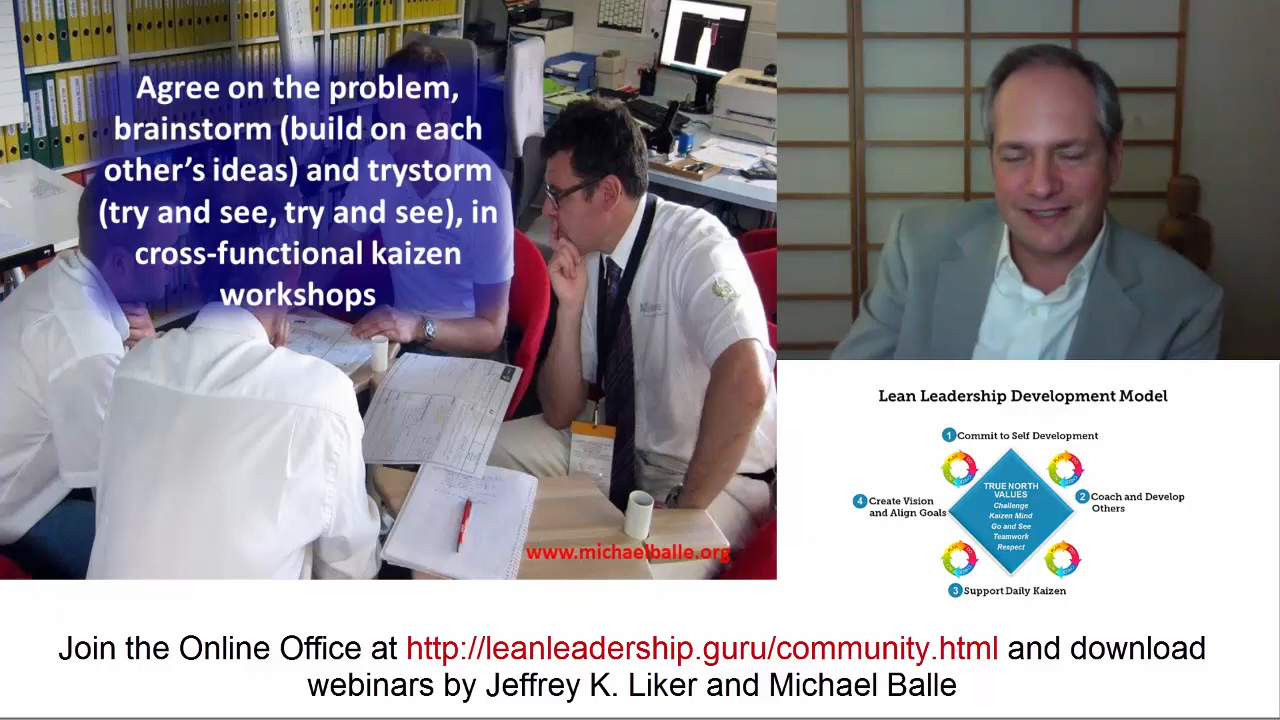 Agree on the problem,
brainstorm (build on each
other's ideas) and trystorm
(try and see, try and see), in
cross-functional kaizen
workshops
www.michaelballe.org
Lean Leadership Development Model
1 Commit to Self Development
TRUE NORTH
VALUES
Challenge
Kaizen Mind
Go and See
Teamwork
Respect
2 Coach and Develop
Others
4 Create Vision
and Align Goals
3 Support Daily Kaizen
Join the Online Office at http://leanleadership.guru/community.html and download
webinars by Jeffrey K. Liker and Michael Balle